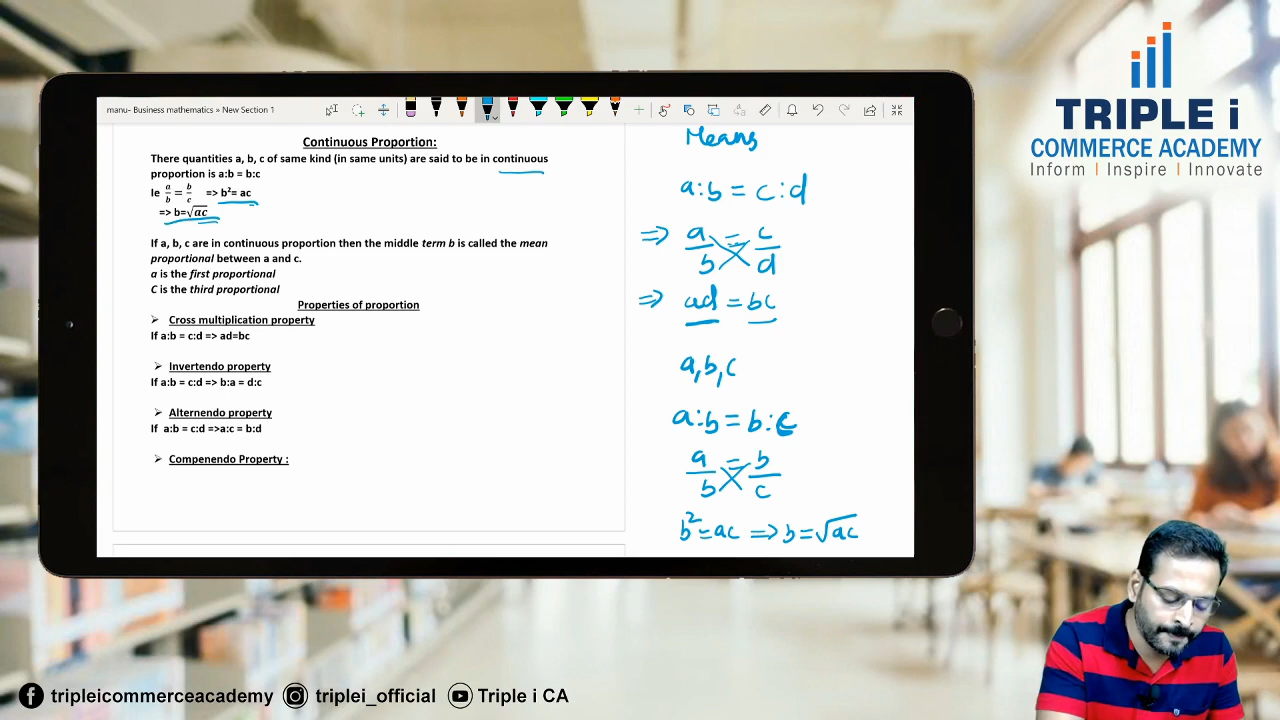 manu- Business mathematics » New Section 1
Continuous Proportion:
There quantities a, b, c of same kind (in same units) are said to be in continuous
proportion is a:b = b:c
Ie a/b = b/c => b²= ac
=> b=√ac
If a, b, c are in continuous proportion then the middle term b is called the mean
proportional between a and c.
a is the first proportional
C is the third proportional
Properties of proportion
➢ Cross multiplication property
If a:b = c:d => ad=bc
➢ Invertendo property
If a:b = c:d => b:a = d:c
➢ Alternendo property
If a:b = c:d =>a:c = b:d
➢ Compenendo Property :
Means
a:b = c:d
⇒ a/b = c/d
⇒ ad = bc
a,b,c
a:b = b:c
a/b = b/c
b²=ac ⇒ b=√ac
TRIPLE i
COMMERCE ACADEMY
Inform | Inspire | Innovate
tripleicommerceacademy triplei_official Triple i CA